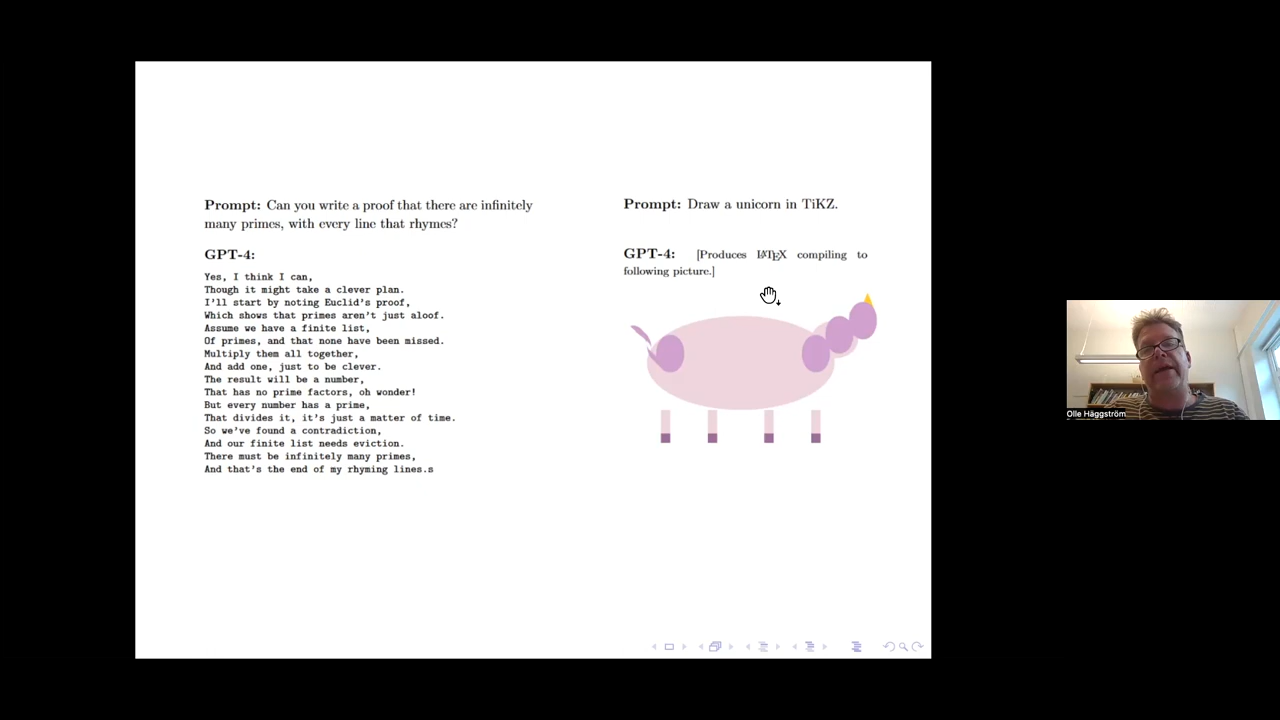 Prompt: Can you write a proof that there are infinitely
many primes, with every line that rhymes?
GPT-4:
Yes, I think I can,
Though it might take a clever plan.
I'll start by noting Euclid's proof,
Which shows that primes aren't just aloof.
Assume we have a finite list,
Of primes, and that none have been missed.
Multiply them all together,
And add one, just to be clever.
The result will be a number,
That has no prime factors, oh wonder!
But every number has a prime,
That divides it, it's just a matter of time.
So we've found a contradiction,
And our finite list needs eviction.
There must be infinitely many primes,
And that's the end of my rhyming lines.s
Prompt: Draw a unicorn in TiKZ.
GPT-4: [Produces LATEX compiling to
following picture.]
Olle Häggström